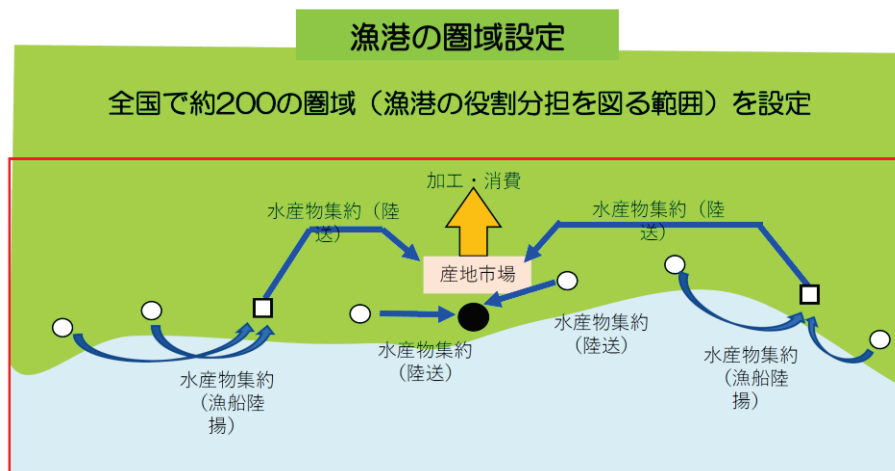 漁港の圏域設定
全国で約200の圏域（漁港の役割分担を図る範囲）を設定
加工・消費
水産物集約（陸
送）
水産物集約（陸
送）
産地市場
水産物集約
（陸送）
水産物集約
（陸送）
水産物集約
（漁船陸
揚）
水産物集約
（漁船陸
揚）